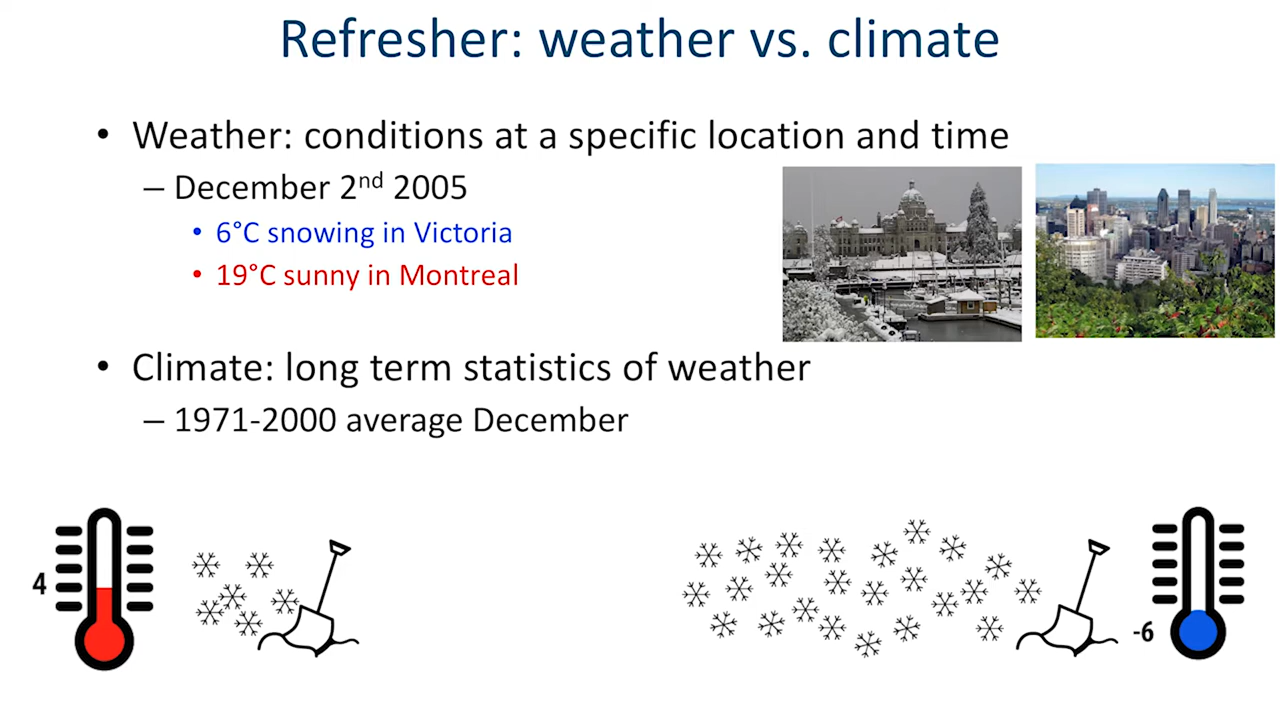 Refresher: weather vs. climate
• Weather: conditions at a specific location and time
– December 2nd 2005
• 6°C snowing in Victoria
• 19°C sunny in Montreal
• Climate: long term statistics of weather
– 1971-2000 average December
4
-6